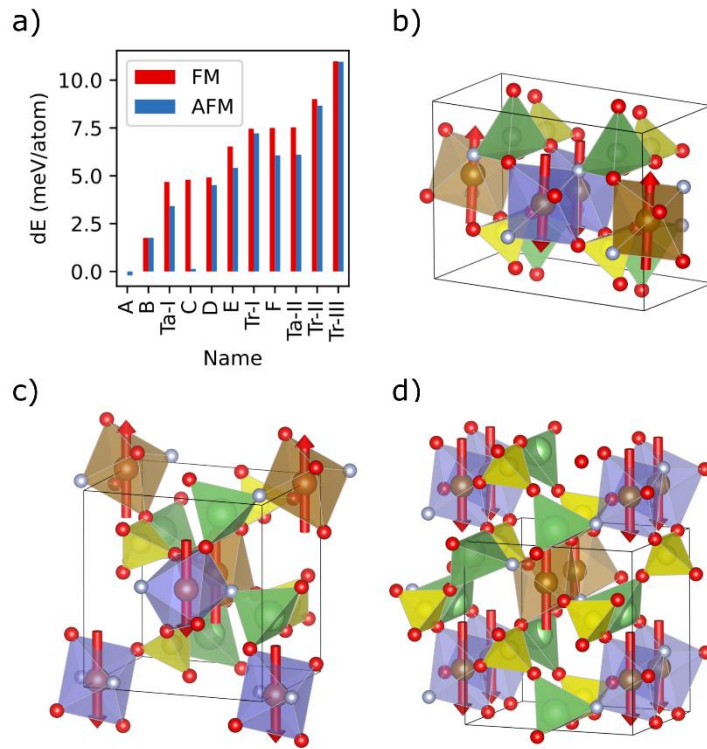 a)
b)
dE (meV/atom)
10.0
7.5
5.0
2.5
0.0
FM
AFM
A
B
Ta-I
C
D
E
Tr-I
F
Ta-II
Tr-II
Tr-III
Name
c)
d)